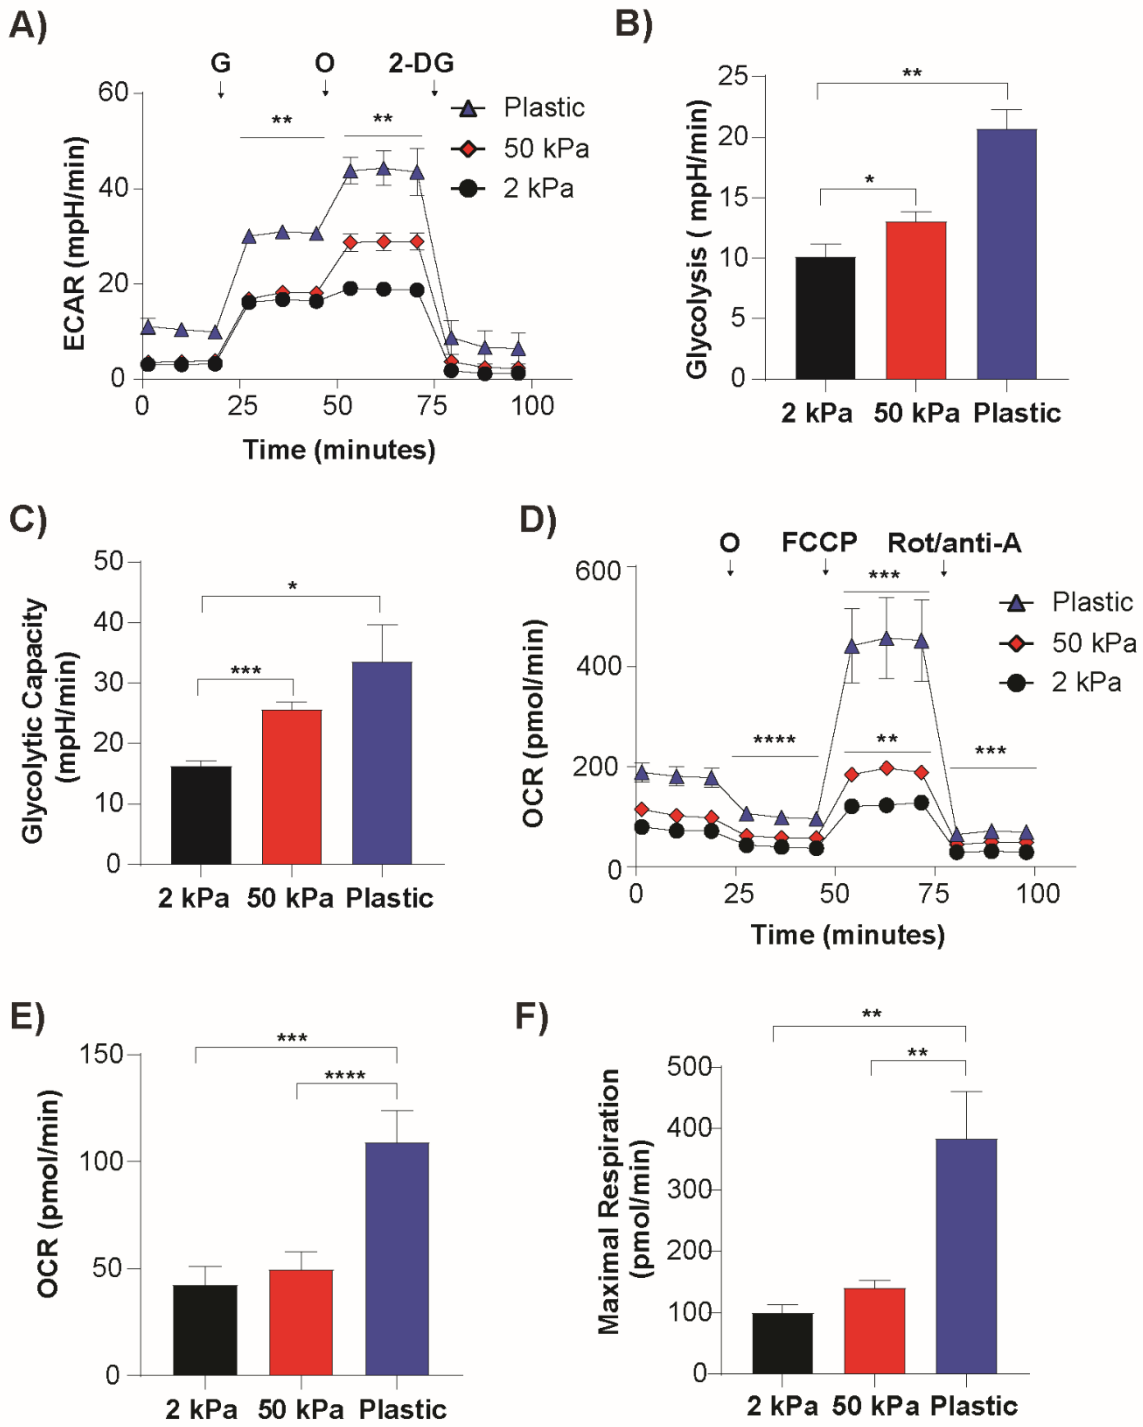 A)
G O 2-DG
** **
60
40
20
0
0 25 50 75 100
ECAR (mpH/min)
Time (minutes)
Plastic
50 kPa
2 kPa
B)
**
*
25
20
15
10
5
0
Glycolysis ( mpH/min)
2 kPa 50 kPa Plastic
C)
*
***
50
40
30
20
10
0
Glycolytic Capacity
(mpH/min)
2 kPa 50 kPa Plastic
D)
O FCCP Rot/anti-A
***
**** ** ***
600
400
200
0
0 25 50 75 100
OCR (pmol/min)
Time (minutes)
Plastic
50 kPa
2 kPa
E)
***
****
150
100
50
0
OCR (pmol/min)
2 kPa 50 kPa Plastic
F)
**
**
500
400
300
200
100
0
Maximal Respiration
(pmol/min)
2 kPa 50 kPa Plastic